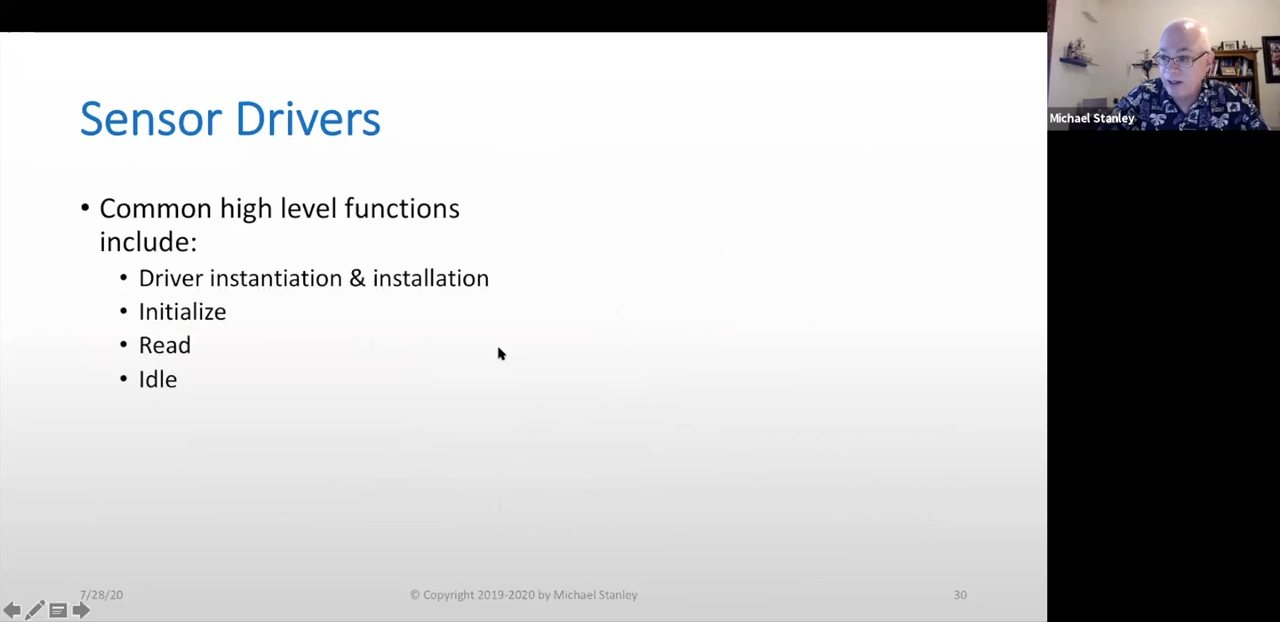 Sensor Drivers
• Common high level functions
include:
• Driver instantiation & installation
• Initialize
• Read
• Idle
7/28/20
© Copyright 2019-2020 by Michael Stanley
30
Michael Stanley